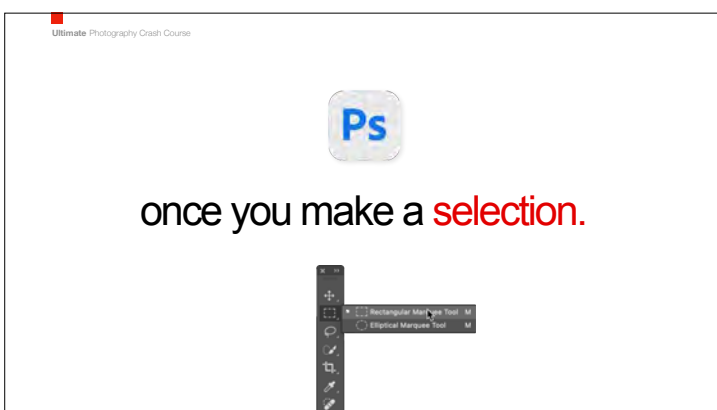 Ultimate Photography Crash Course
Ps
once you make a selection.
Rectangular Marquee Tool M
Elliptical Marquee Tool M